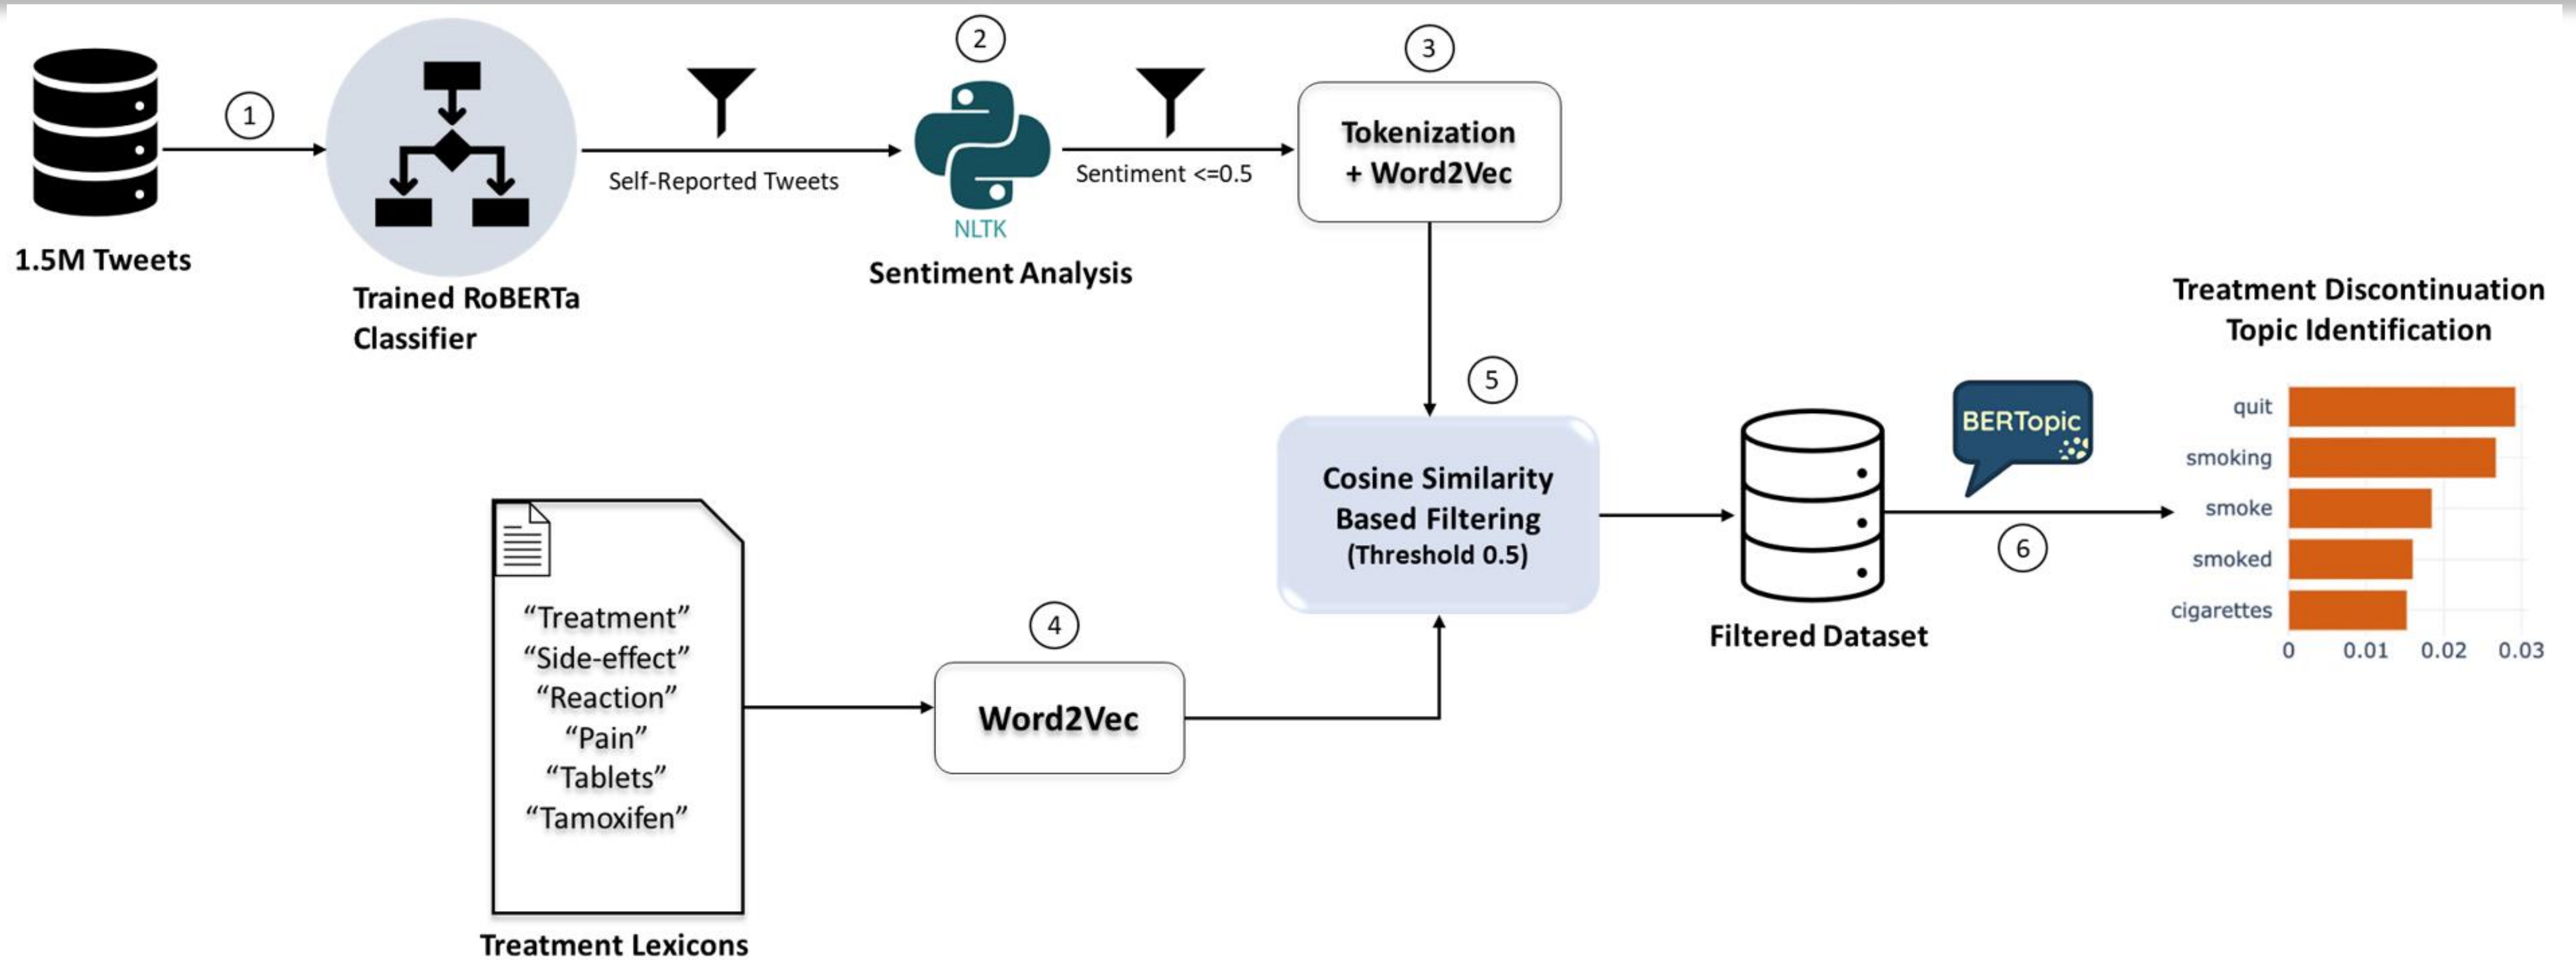 1
1.5M Tweets
Trained RoBERTa
Classifier
Self-Reported Tweets
2
NLTK
Sentiment Analysis
Sentiment <=0.5
3
Tokenization
+ Word2Vec
“Treatment”
“Side-effect”
“Reaction”
“Pain”
“Tablets”
“Tamoxifen”
Treatment Lexicons
4
Word2Vec
5
Cosine Similarity
Based Filtering
(Threshold 0.5)
Filtered Dataset
BERTopic
6
Treatment Discontinuation
Topic Identification
quit
smoking
smoke
smoked
cigarettes
0 0.01 0.02 0.03